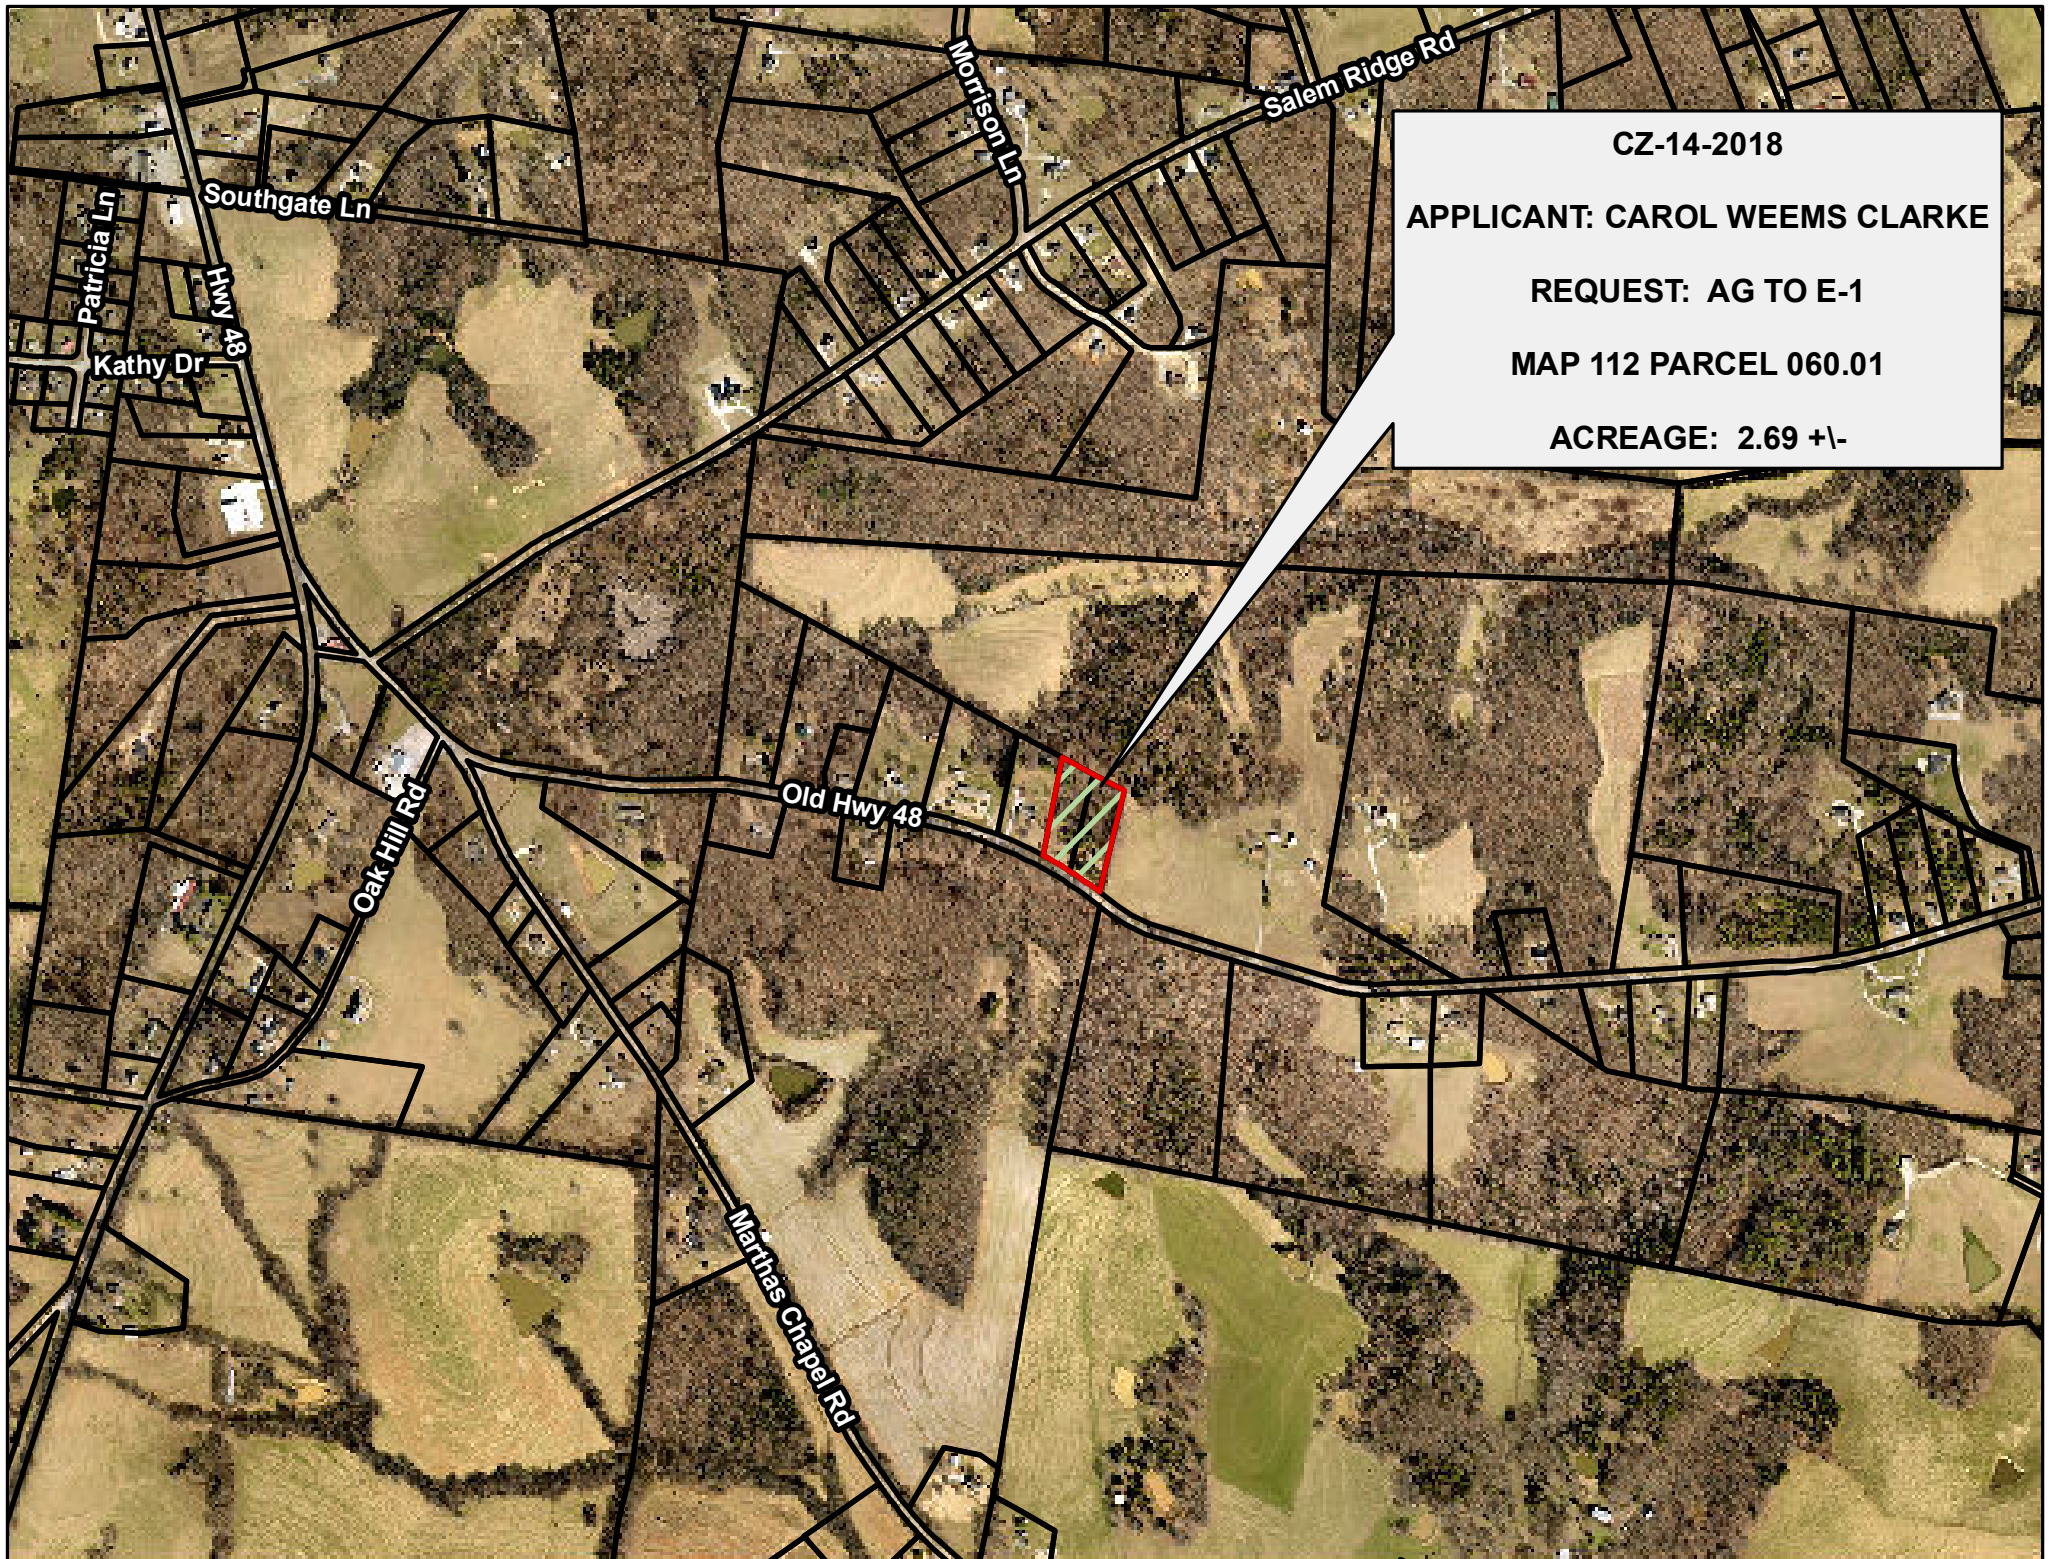 Morrison Ln
Salem Ridge Rd
CZ-14-2018
APPLICANT: CAROL WEEMS CLARKE
REQUEST: AG TO E-1
MAP 112 PARCEL 060.01
ACREAGE: 2.69 +\-
Southgate Ln
Patricia Ln
Hwy 48
Kathy Dr
Old Hwy 48
Oak Hill Rd
Marthas Chapel Rd